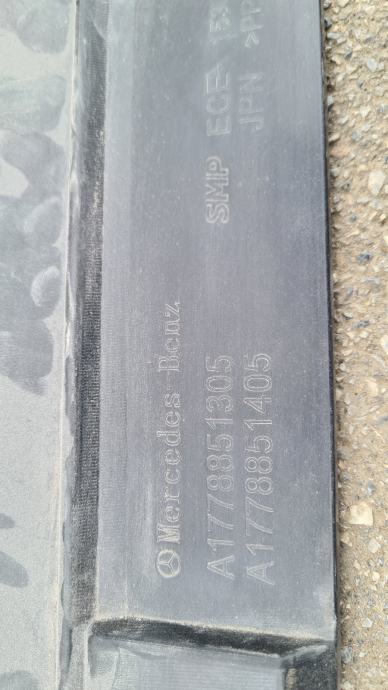 Mercedes-Benz
A1778851305
A1778851405
SMP ECE
JPN >PP